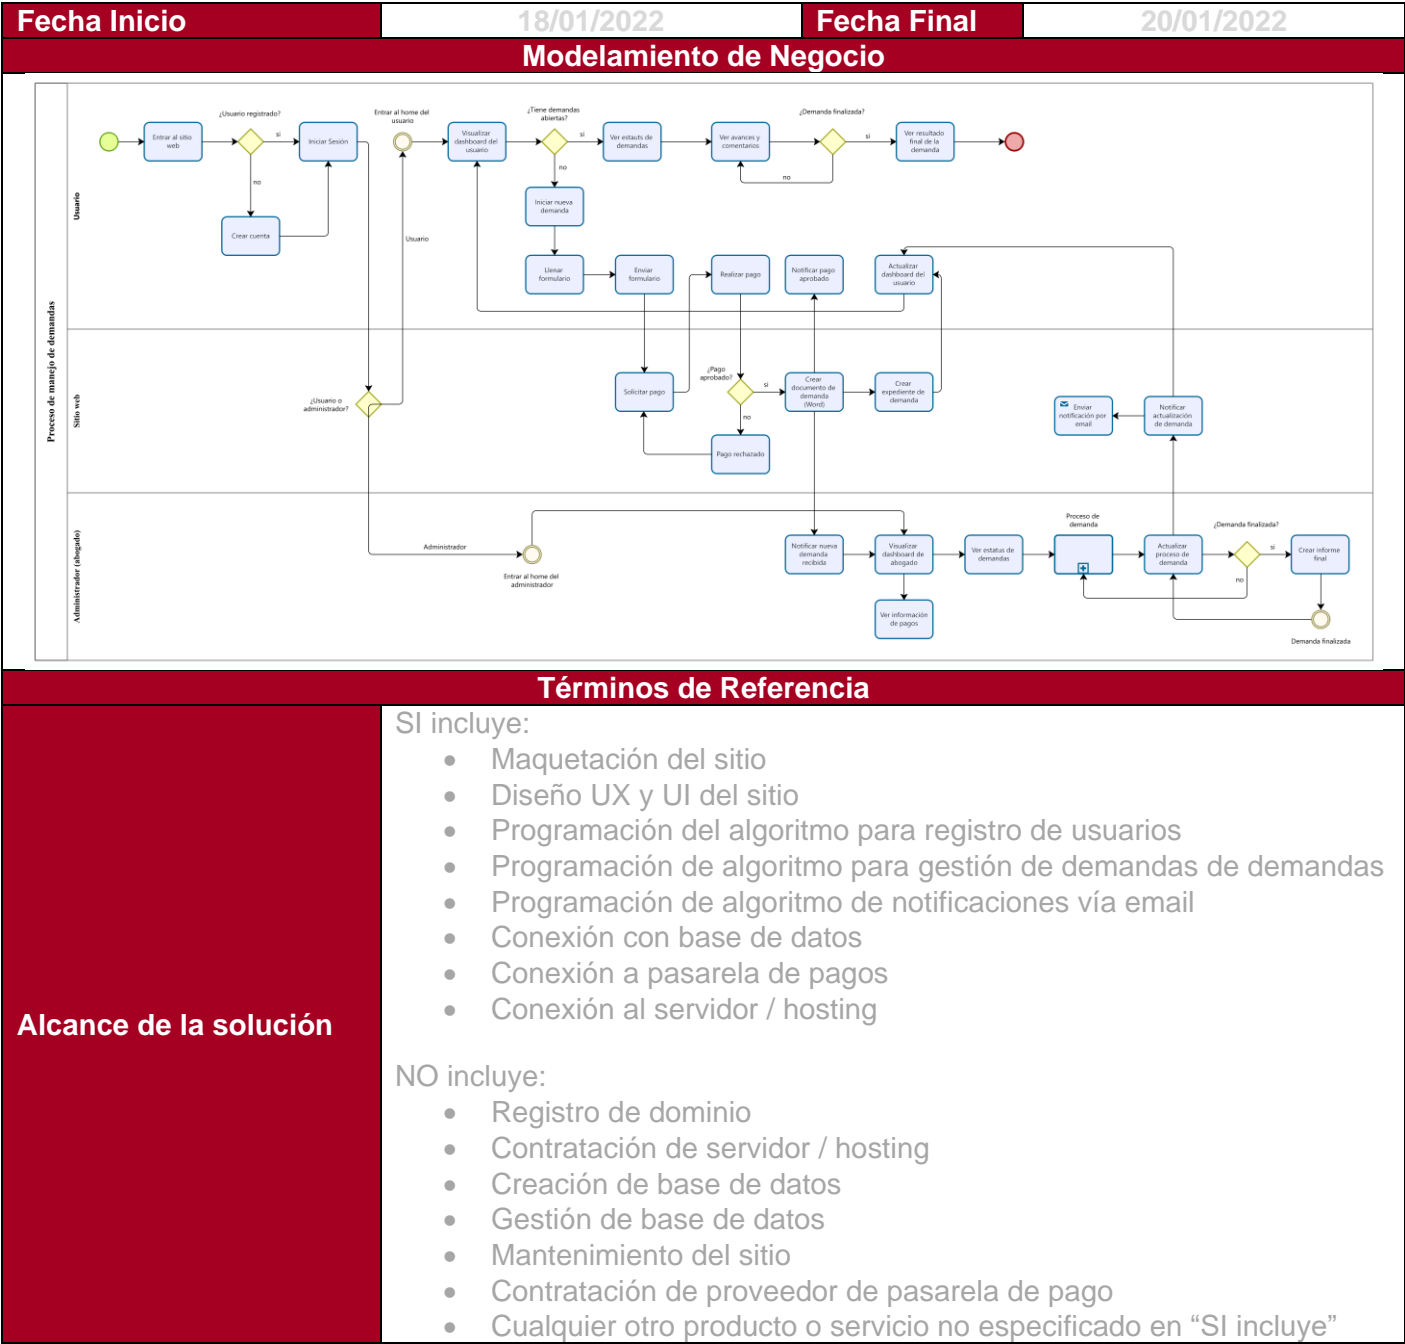 Fecha Inicio 18/01/2022 Fecha Final 20/01/2022
Modelamiento de Negocio
Proceso de manejo de demandas
Usuario
Entrar al sitio
web
¿Usuario registrado?
si
no
Iniciar Sesión
Crear cuenta
Entrar al home del
usuario
Usuario
Visualizar
dashboard del
usuario
¿Tiene demandas
abiertas?
si
no
Ver estauts de
demandas
Ver avances y
comentarios
¿Demanda finalizada?
si
no
Ver resultado
final de la
demanda
Iniciar nueva
demanda
Llenar
formulario
Enviar
formulario
Realizar pago
Notificar pago
aprobado
Actualizar
dashboard del
usuario
Sitio web
¿Usuario o
administrador?
Solicitar pago
¿Pago
aprobado?
si
no
Pago rechazado
Crear
documento de
demanda
(Word)
Crear
expediente de
demanda
Enviar
notificación por
email
Notificar
actualización
de demanda
Administrador (abogado)
Administrador
Entrar al home del
administrador
Notificar nueva
demanda
recibida
Visualizar
dashboard de
abogado
Ver información
de pagos
Ver estatus de
demandas
Proceso de
demanda
Actualizar
proceso de
demanda
¿Demanda finalizada?
si
no
Crear informe
final
Demanda finalizada
Términos de Referencia
Alcance de la solución
SI incluye:
• Maquetación del sitio
• Diseño UX y UI del sitio
• Programación del algoritmo para registro de usuarios
• Programación de algoritmo para gestión de demandas de demandas
• Programación de algoritmo de notificaciones vía email
• Conexión con base de datos
• Conexión a pasarela de pagos
• Conexión al servidor / hosting
NO incluye:
• Registro de dominio
• Contratación de servidor / hosting
• Creación de base de datos
• Gestión de base de datos
• Mantenimiento del sitio
• Contratación de proveedor de pasarela de pago
• Cualquier otro producto o servicio no especificado en “SI incluye”